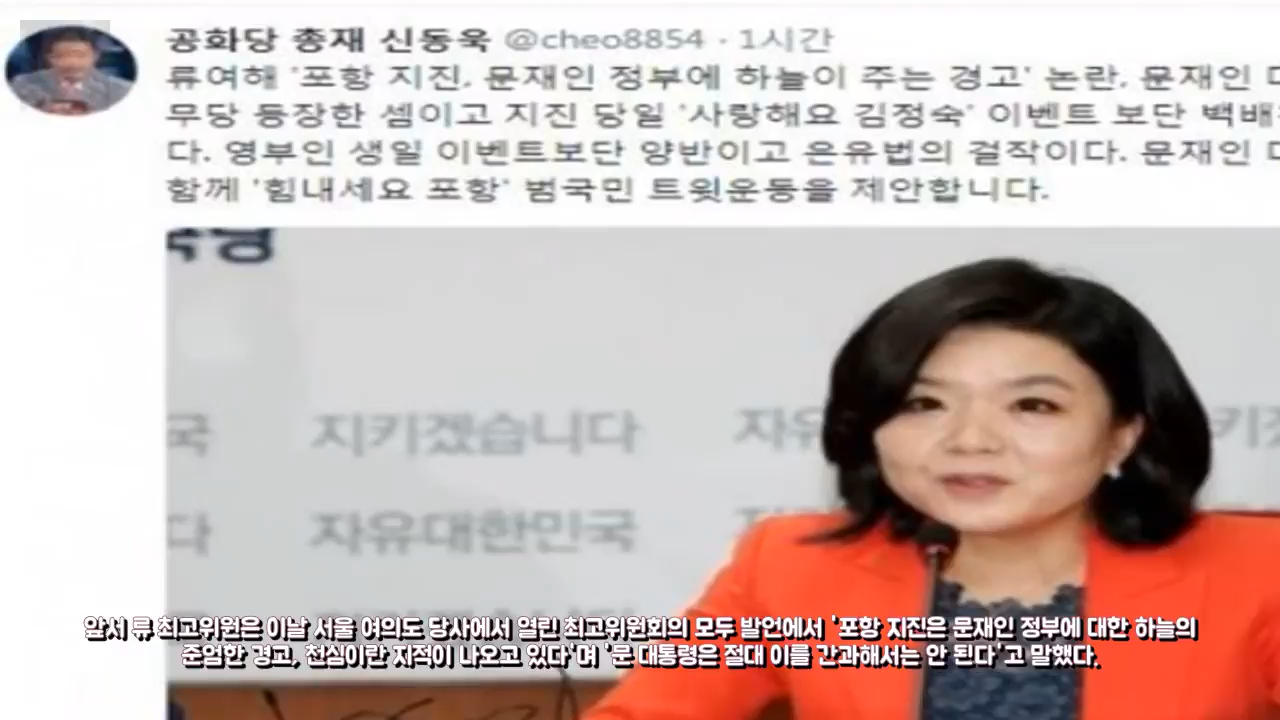 공화당 총재 신동욱 @cheo8854 · 1시간
류여해 '포항 지진, 문재인 정부에 하늘이 주는 경고' 논란, 문재인
무당 등장한 셈이고 지진 당일 '사랑해요 김정숙' 이벤트 보단 백배
다. 영부인 생일 이벤트보단 양반이고 은유법의 걸작이다. 문재인
함께 '힘내세요 포항' 범국민 트윗운동을 제안합니다.
국당
국 지키겠습니다 자유 키
다 자유대한민국
앞서 류 최고위원은 이날 서울 여의도 당사에서 열린 최고위원회의 모두 발언에서 '포항 지진은 문재인 정부에 대한 하늘의
준엄한 경고, 천심이란 지적이 나오고 있다'며 '문 대통령은 절대 이를 간과해서는 안 된다'고 말했다.